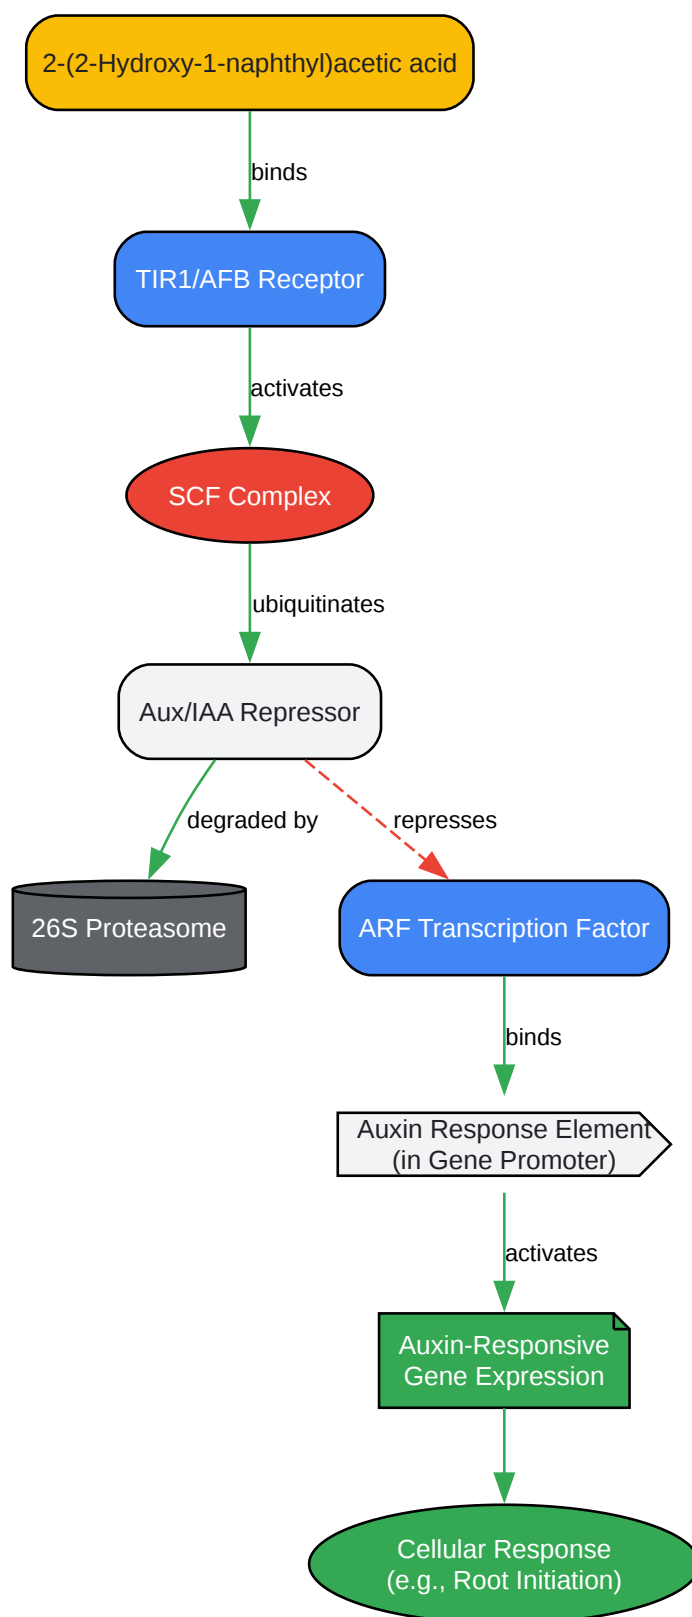 2-(2-Hydroxy-1-naphthyl)acetic acid
binds
TIR1/AFB Receptor
activates
SCF Complex
ubiquitinates
Aux/IAA Repressor
degraded by
represses
26S Proteasome
ARF Transcription Factor
binds
Auxin Response Element
(in Gene Promoter)
activates
Auxin-Responsive
Gene Expression
Cellular Response
(e.g., Root Initiation)